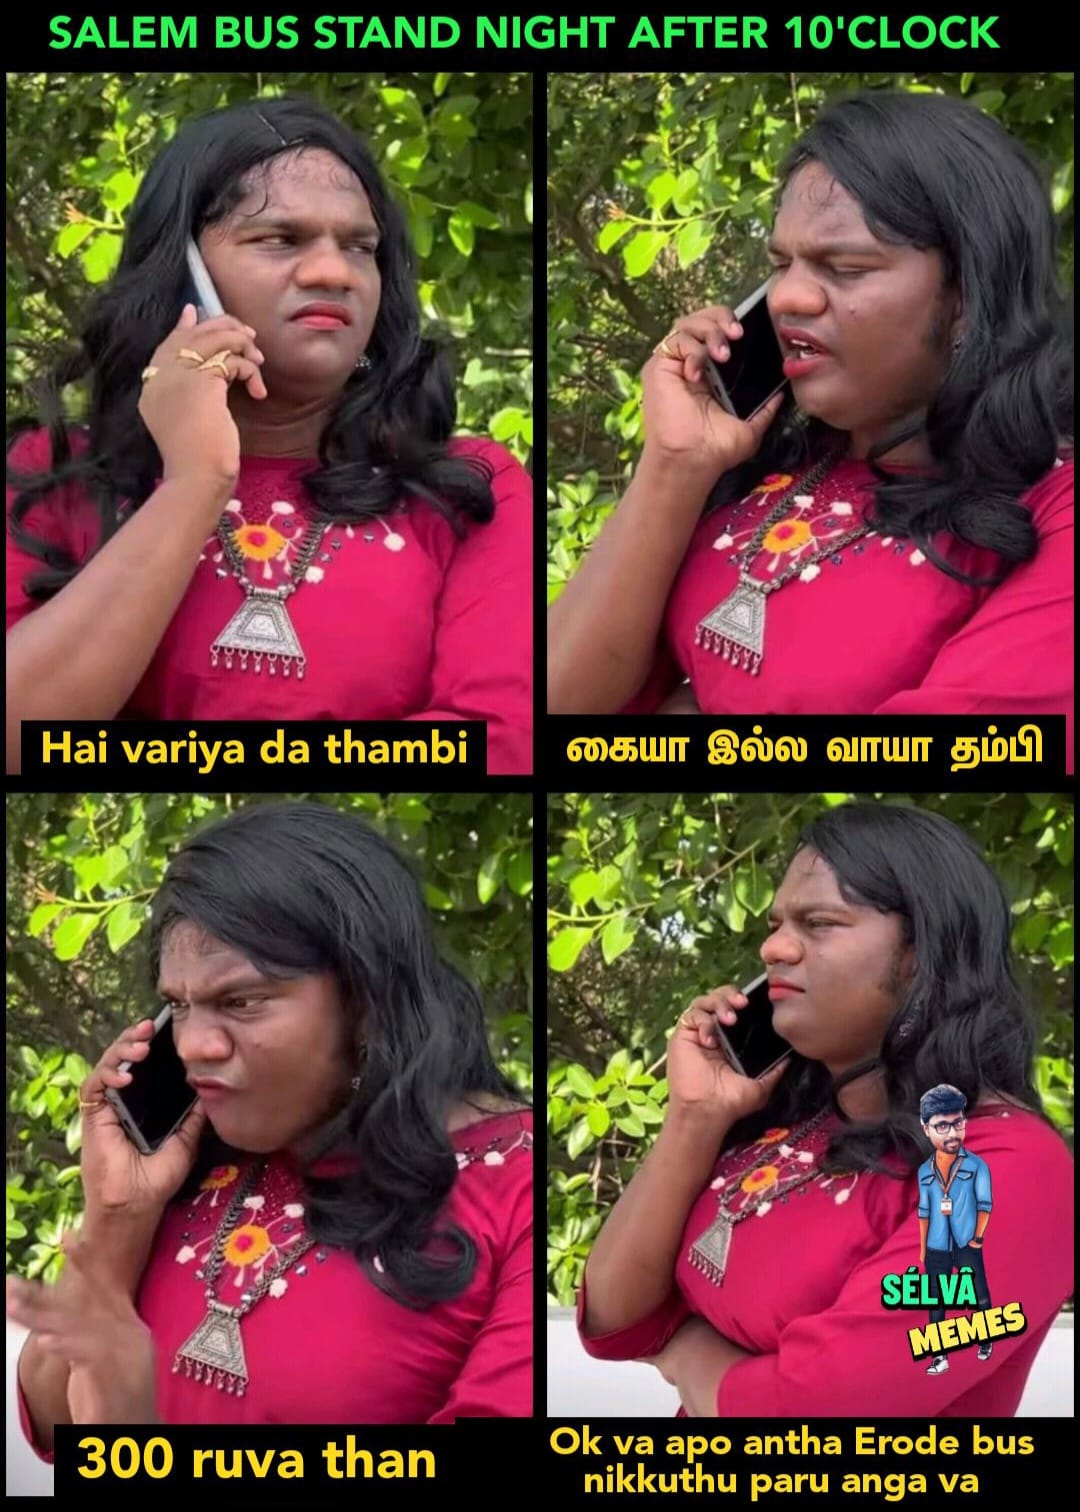 SALEM BUS STAND NIGHT AFTER 10'CLOCK
Hai variya da thambi
கையா இல்ல வாயா தம்பி
300 ruva than
SÉLVÂ
MEMES
Ok va apo antha Erode bus
nikkuthu paru anga va